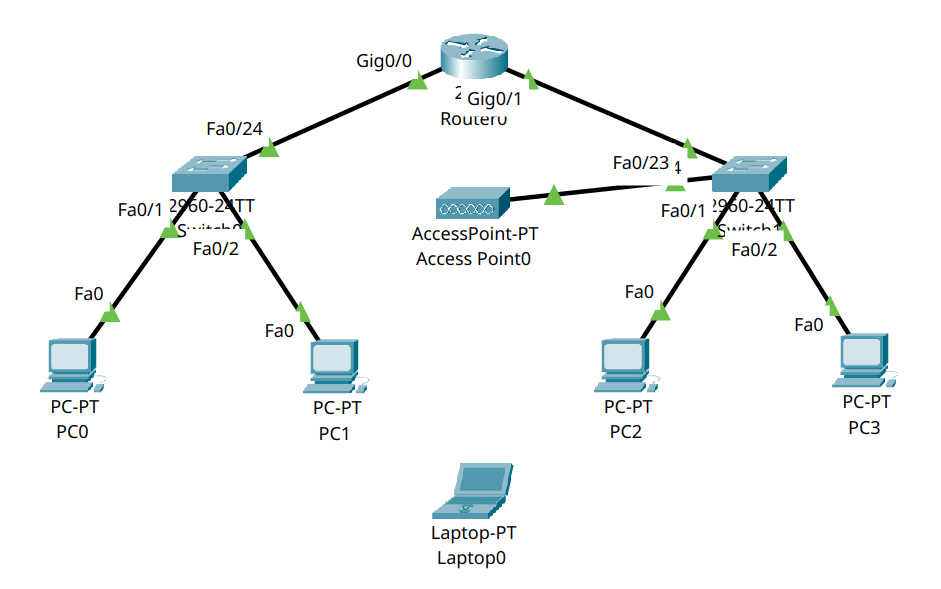 Gig0/0
Gig0/1
Router0
Fa0/24
Fa0/23
Fa0/1
2960-24TT
Switch0
Fa0/2
AccessPoint-PT
Access Point0
Fa0/1
2960-24TT
Switch1
Fa0/2
Fa0
Fa0
Fa0
Fa0
PC-PT
PC0
PC-PT
PC1
PC-PT
PC2
PC-PT
PC3
Laptop-PT
Laptop0